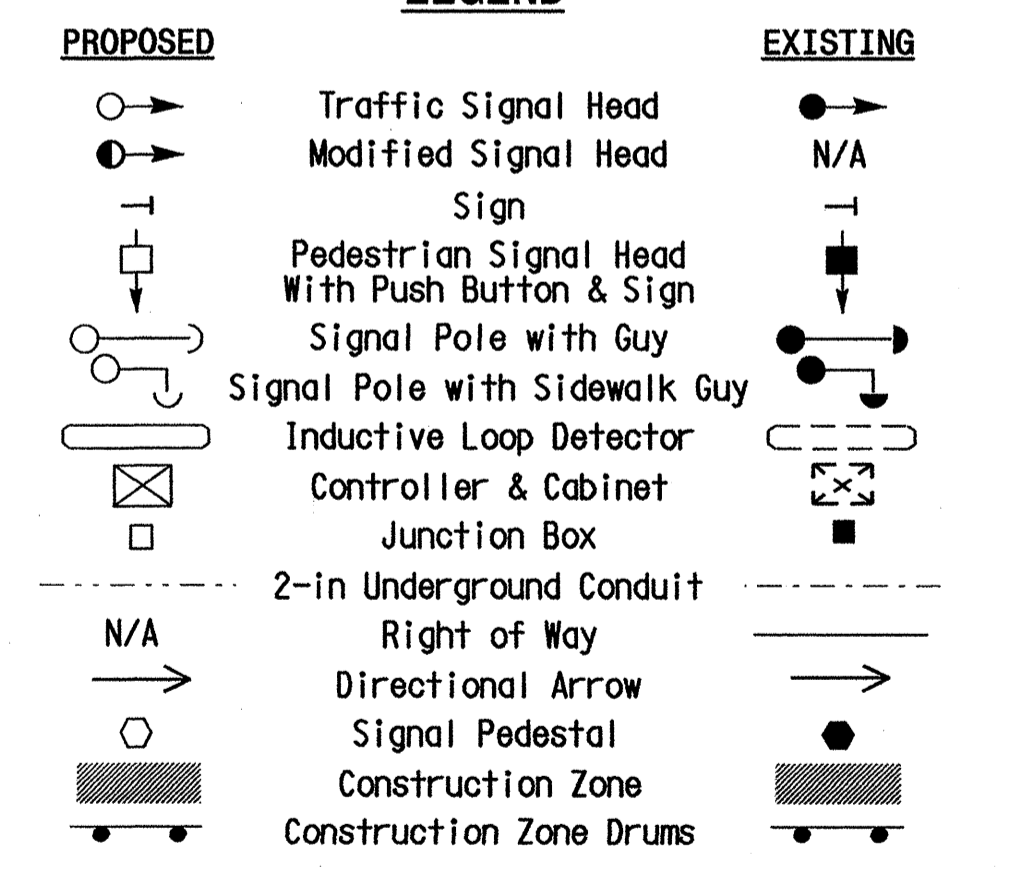 LEGEND
PROPOSED EXISTING
Traffic Signal Head
Modified Signal Head N/A
Sign
Pedestrian Signal Head
With Push Button & Sign
Signal Pole with Guy
Signal Pole with Sidewalk Guy
Inductive Loop Detector
Controller & Cabinet
Junction Box
2-in Underground Conduit
N/A Right of Way
Directional Arrow
Signal Pedestal
Construction Zone
Construction Zone Drums